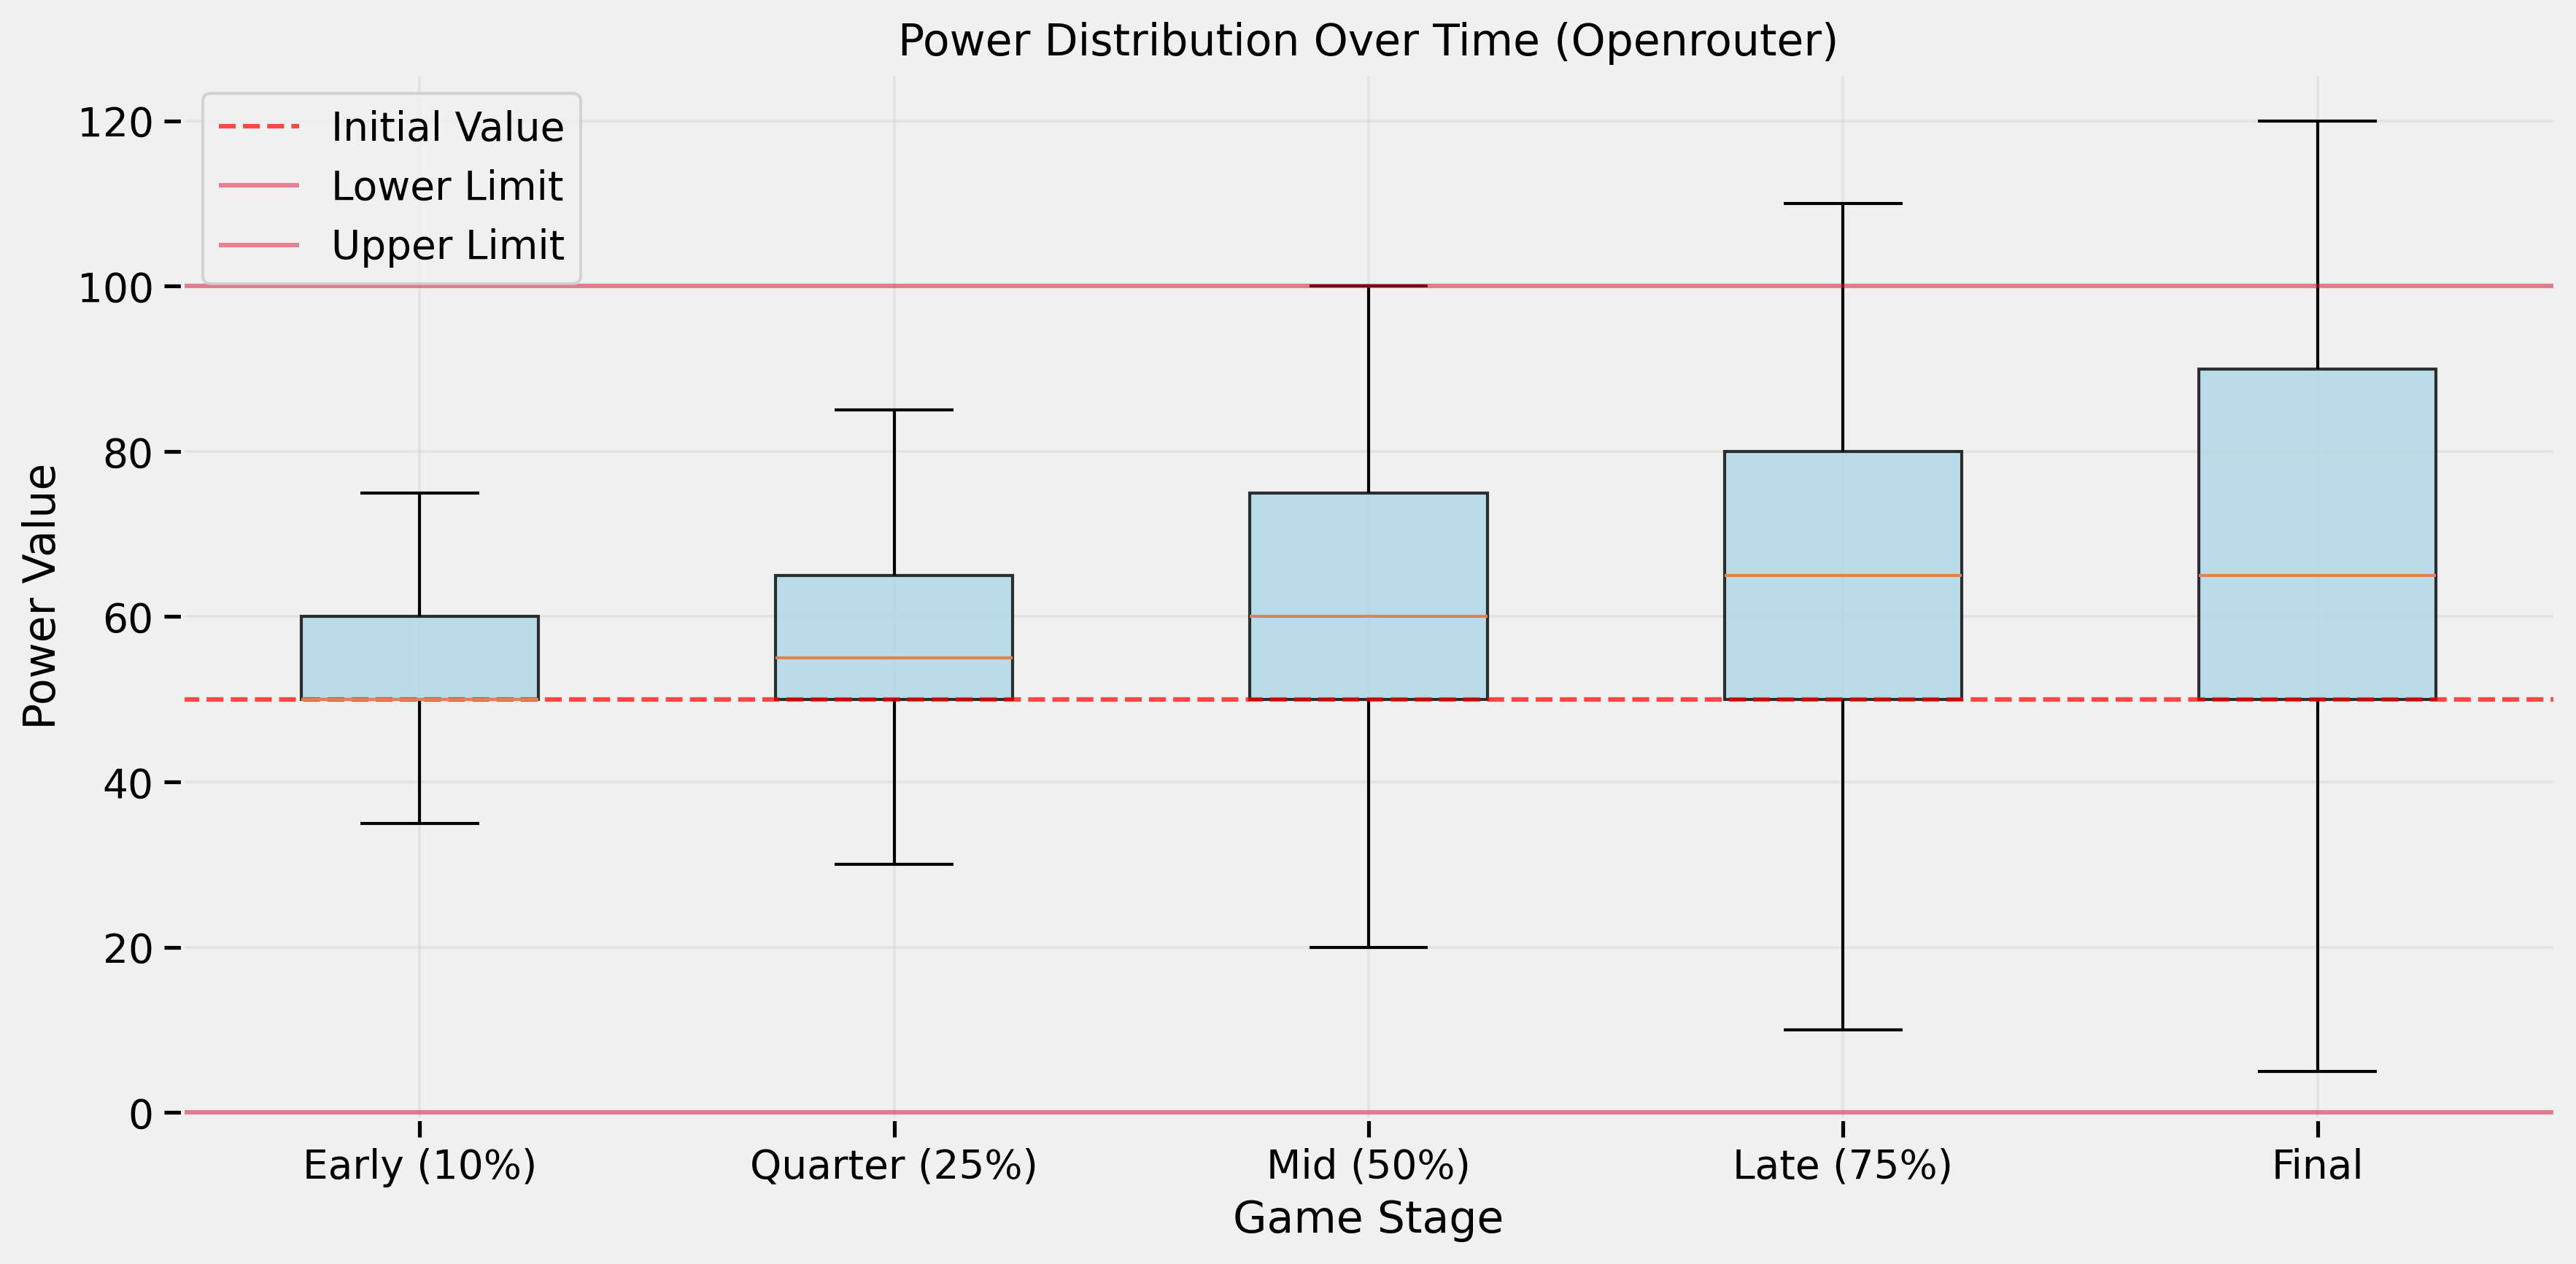 Power Distribution Over Time (Openrouter)
Initial Value
Lower Limit
Upper Limit
Power Value
120
100
80
60
40
20
0
Early (10%)
Quarter (25%)
Mid (50%)
Late (75%)
Final
Game Stage